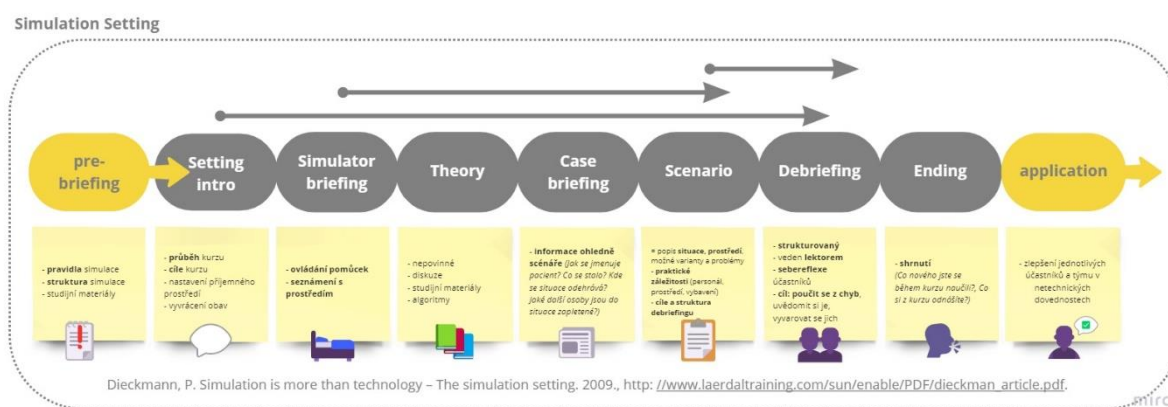 Simulation Setting
pre-
briefing
Setting
intro
Simulator
briefing
Theory
Case
briefing
Scenario
Debriefing
Ending
application
- pravidla simulace
- struktura simulace
- studijní materiály
- průběh kurzu
- cíle kurzu
- nastavení příjemného
prostředí
- vyvrácení obav
- ovládání pomůcek
- seznámení s
prostředím
- nepovinné
- diskuze
- studijní materiály
- algoritmy
- informace ohledně
scénáře (Jak se jmenuje
pacient? Co se stalo? Kde
se situace odehrává?
Jaké další osoby jsou do
situace zapletené?)
= popis situace, prostředí,
možné varianty a problémy
- praktické
záležitosti (personál,
prostředí, vybavení)
- cíle a struktura
debriefingu
- strukturovaný
- veden lektorem
- sebereflexe
účastníků
- cíl: poučit se z chyb,
uvědomit si je,
vyvarovat se jich
- shrnutí
(Co nového jste se
během kurzu naučili?, Co
si z kurzu odnášíte?)
- zlepšení jednotlivých
účastníků a týmu v
netechnických
dovednostech
Dieckmann, P. Simulation is more than technology – The simulation setting. 2009., http: //www.laerdaltraining.com/sun/enable/PDF/dieckman_article.pdf.
miro